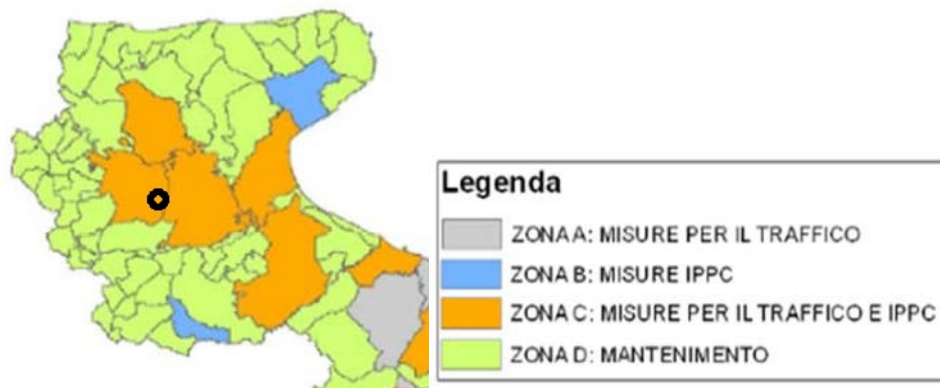 Legenda
ZONA A: MISURE PER IL TRAFFICO
ZONA B: MISURE IPPC
ZONA C: MISURE PER IL TRAFFICO E IPPC
ZONA D: MANTENIMENTO